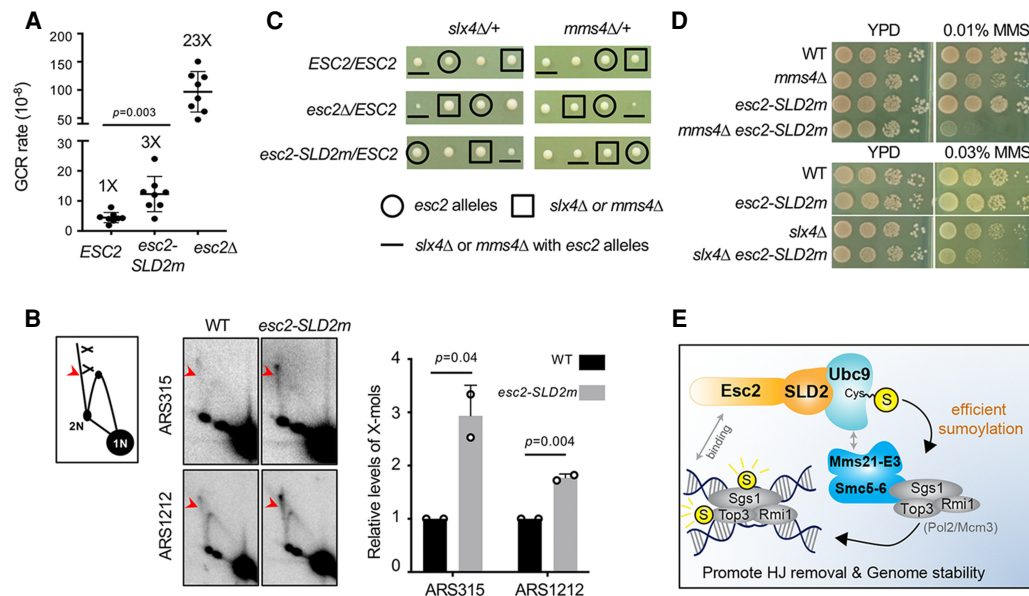 A
GCR rate (10⁻⁸)
200
150
100
50
30
20
10
0
p=0.003
1X
3X
23X
ESC2
esc2-
SLD2m
esc2Δ
C
slx4Δ/+
mms4Δ/+
ESC2/ESC2
esc2Δ/ESC2
esc2-SLD2m/ESC2
esc2 alleles
slx4Δ or mms4Δ
slx4Δ or mms4Δ with esc2 alleles
D
YPD
0.01% MMS
WT
mms4Δ
esc2-SLD2m
mms4Δ esc2-SLD2m
YPD
0.03% MMS
WT
esc2-SLD2m
slx4Δ
slx4Δ esc2-SLD2m
B
2N
1N
WT
esc2-SLD2m
ARS315
ARS1212
Relative levels of X-mols
4
3
2
1
0
p=0.04
p=0.004
WT
esc2-SLD2m
ARS315
ARS1212
E
Esc2
SLD2
Ubc9
Cys
S
efficient
sumoylation
binding
Mms21-E3
Smc5-6
Sgs1
Top3
Rmi1
(Pol2/Mcm3)
S
S
Sgs1
Top3
Rmi1
Promote HJ removal & Genome stability